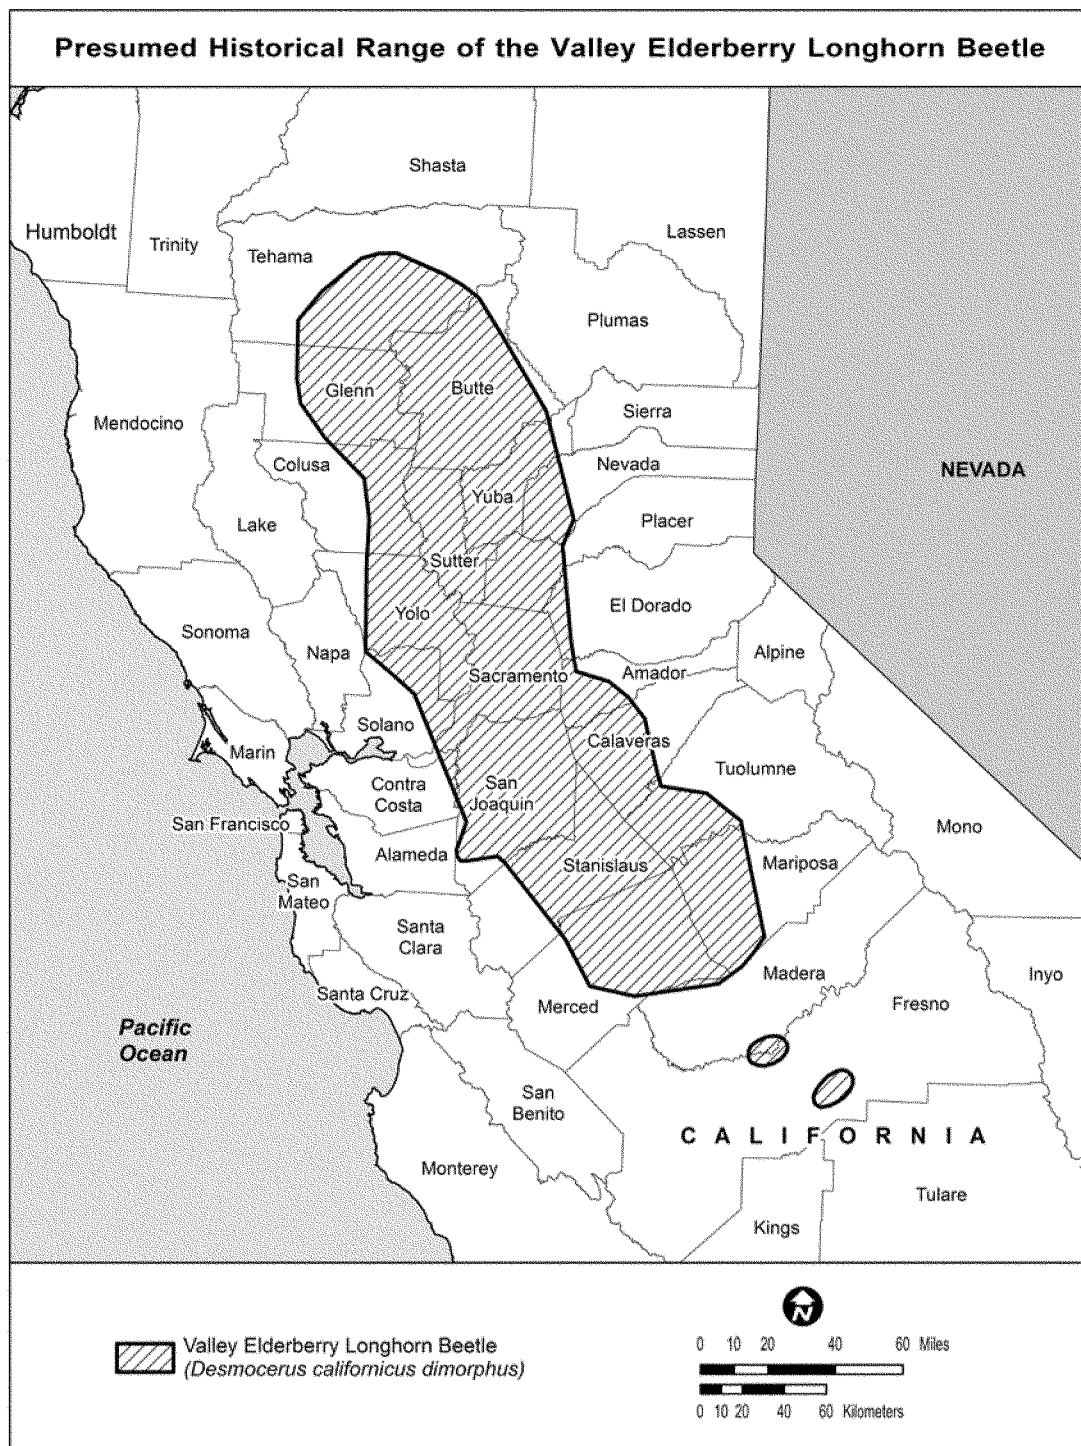 Presumed Historical Range of the Valley Elderberry Longhorn Beetle
Shasta
Humboldt
Trinity
Tehama
Lassen
Plumas
Glenn
Butte
Sierra
Mendocino
Colusa
Nevada
NEVADA
Yuba
Lake
Placer
Sutter
El Dorado
Yolo
Sonoma
Napa
Alpine
Sacramento
Amador
Solano
Calaveras
Marin
Tuolumne
Contra
Costa
San
Joaquin
San Francisco
Mono
Alameda
Stanislaus
Mariposa
San
Mateo
Santa
Clara
Madera
Inyo
Santa Cruz
Merced
Fresno
Pacific
Ocean
San
Benito
CALIFORNIA
Monterey
Tulare
Kings
Valley Elderberry Longhorn Beetle
(Desmocerus californicus dimorphus)
N
0 10 20 40 60 Miles
0 10 20 40 60 Kilometers